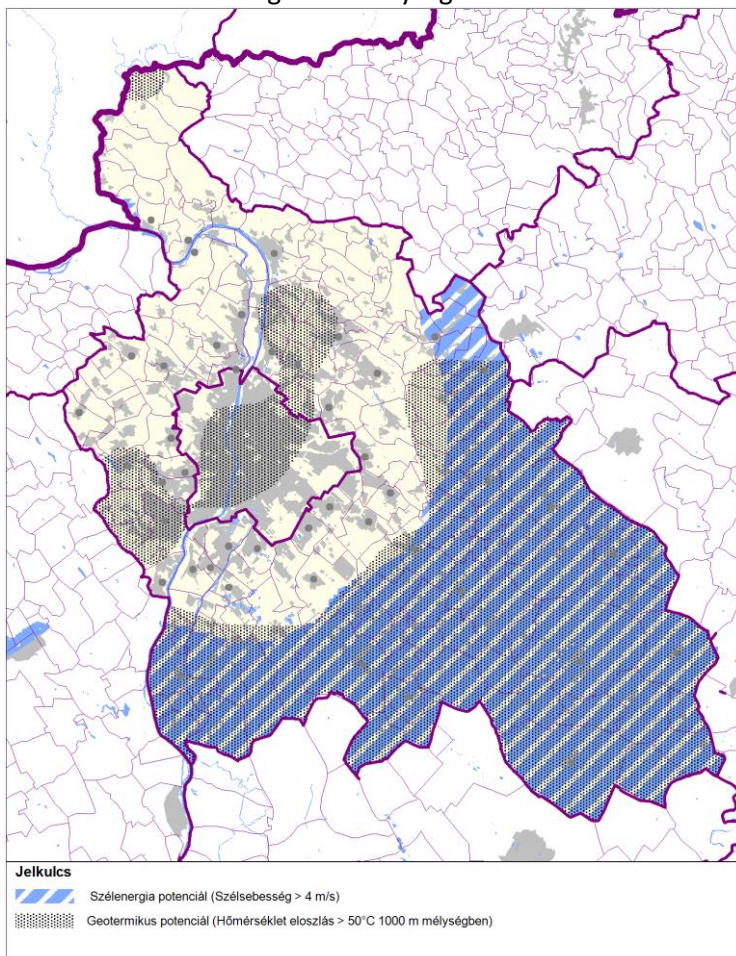 Jelkulcs
Szélenergia potenciál (Szélsebesség > 4 m/s)
Geotermikus potenciál (Hőmérséklet eloszlás > 50°C 1000 m mélységben)